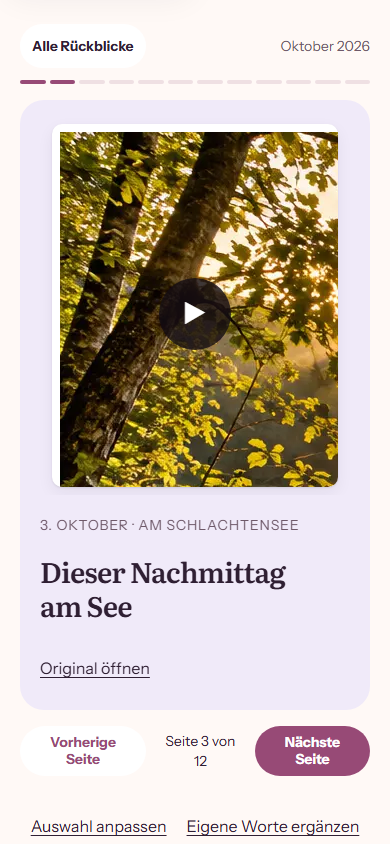 Alle Rückblicke
Oktober 2026
3. OKTOBER · AM SCHLACHTENSEE
Dieser Nachmittag
am See
Original öffnen
Vorherige
Seite
Seite 3 von
12
Nächste
Seite
Auswahl anpassen
Eigene Worte ergänzen